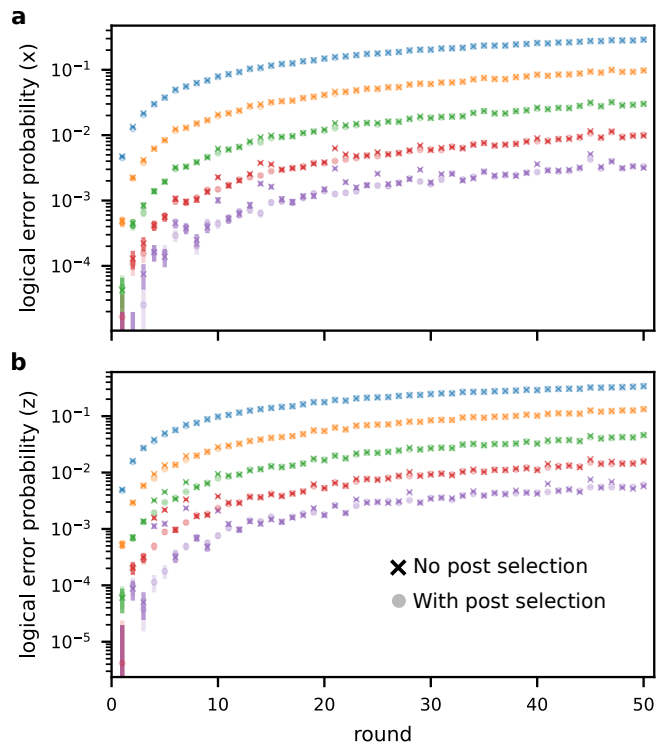 a
logical error probability (x)
10⁻¹
10⁻²
10⁻³
10⁻⁴
b
logical error probability (z)
10⁻¹
10⁻²
10⁻³
10⁻⁴
10⁻⁵
No post selection
With post selection
0 10 20 30 40 50
round